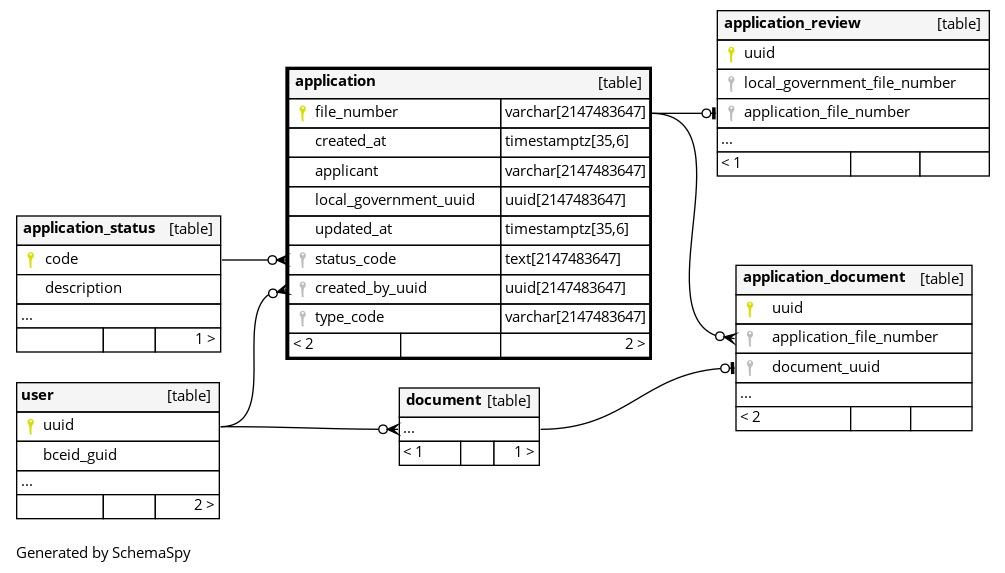 application_review [table]
uuid
local_government_file_number
application_file_number
...
< 1
application [table]
file_number varchar[2147483647]
created_at timestamptz[35,6]
applicant varchar[2147483647]
local_government_uuid uuid[2147483647]
updated_at timestamptz[35,6]
status_code text[2147483647]
created_by_uuid uuid[2147483647]
type_code varchar[2147483647]
< 2 2 >
application_status [table]
code
description
...
1 >
application_document [table]
uuid
application_file_number
document_uuid
...
< 2
user [table]
uuid
bceid_guid
...
2 >
document [table]
...
< 1 1 >
Generated by SchemaSpy